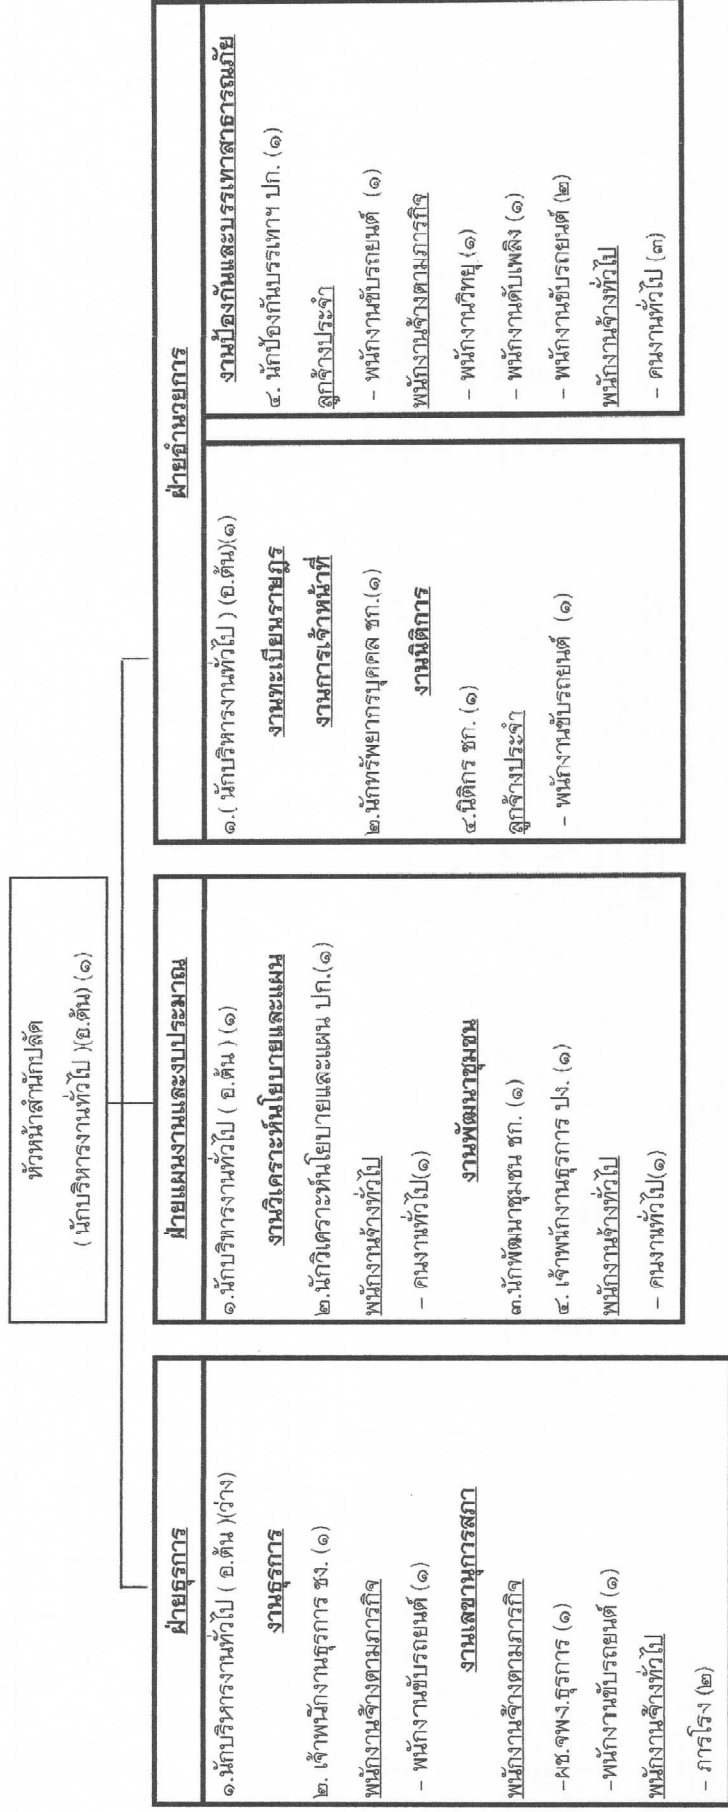 หัวหน้าสำนักปลัด
( นักบริหารงานทั่วไป )(อ.ต้น) (๑)
ฝ่ายธุรการ
๑.นักบริหารงานทั่วไป ( อ.ต้น )(ว่าง)
งานธุรการ
๒. เจ้าพนักงานธุรการ ชง. (๑)
พนักงานจ้างตามภารกิจ
– พนักงานขับรถยนต์ (๑)
งานเลขานุการสภา
พนักงานจ้างตามภารกิจ
-ผช.จพง.ธุรการ (๑)
-พนักงานขับรถยนต์ (๑)
พนักงานจ้างทั่วไป
– ภารโรง (๒)
ฝ่ายแผนงานและงบประมาณ
๑.นักบริหารงานทั่วไป ( อ.ต้น ) (๑)
งานวิเคราะห์นโยบายและแผน
๒.นักวิเคราะห์นโยบายและแผน ปก.(๑)
พนักงานจ้างทั่วไป
– คนงานทั่วไป(๑)
งานพัฒนาชุมชน
๓.นักพัฒนาชุมชน ชก. (๑)
๔. เจ้าพนักงานธุรการ ปง. (๑)
พนักงานจ้างทั่วไป
– คนงานทั่วไป(๑)
ฝ่ายอำนวยการ
๑.( นักบริหารงานทั่วไป ) (อ.ต้น)(๑)
งานทะเบียนราษฎร
งานการเจ้าหน้าที่
๒.นักทรัพยากรบุคคล ชก.(๑)
งานนิติการ
๔.นิติกร ชก. (๑)
ลูกจ้างประจำ
– พนักงานขับรถยนต์ (๑)
งานป้องกันและบรรเทาสาธารณภัย
๔. นักป้องกันบรรเทาฯ ปก. (๑)
ลูกจ้างประจำ
– พนักงานขับรถยนต์ (๑)
พนักงานจ้างตามภารกิจ
– พนักงานวิทยุ (๑)
– พนักงานดับเพลิง (๑)
– พนักงานขับรถยนต์ (๒)
พนักงานจ้างทั่วไป
– คนงานทั่วไป (๓)